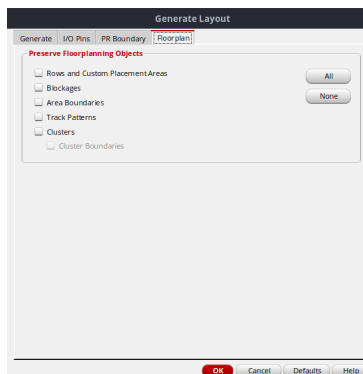 Generate Layout
Generate I/O Pins PR Boundary Floorplan
Preserve Floorplanning Objects
Rows and Custom Placement Areas
All
Blockages
None
Area Boundaries
Track Patterns
Clusters
Cluster Boundaries
OK Cancel Defaults Help